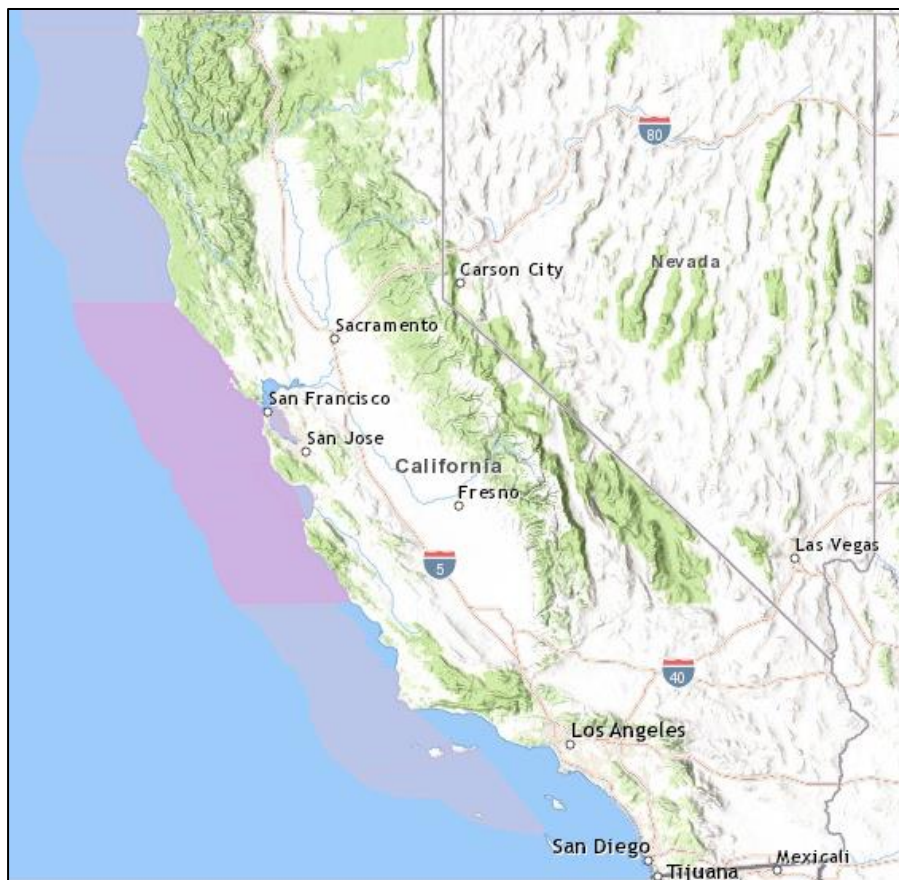 80
Carson City
Nevada
Sacramento
San Francisco
San Jose
California
Fresno
Las Vegas
5
40
Los Angeles
San Diego
Mexicali
Tijuana